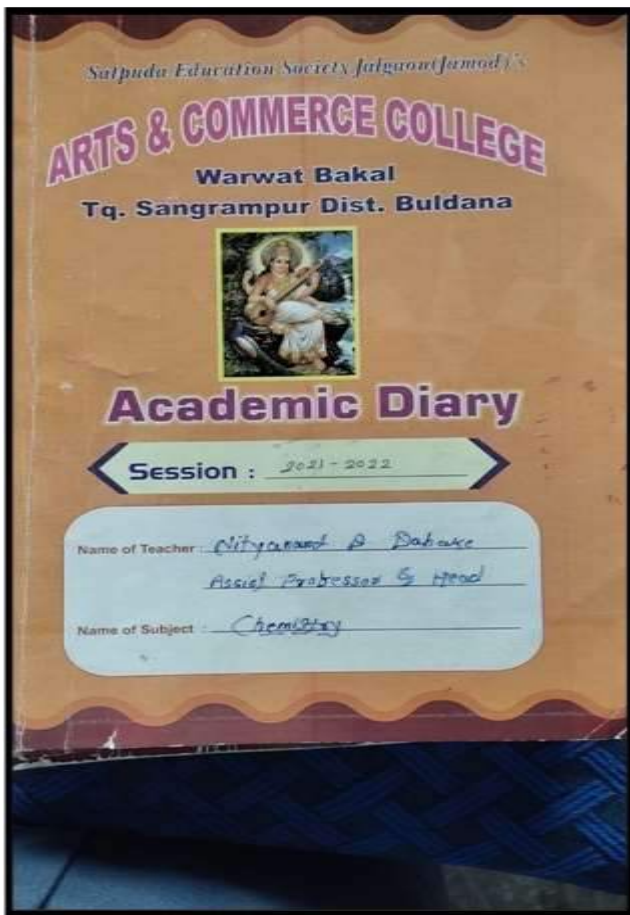 Satpuda Education Society, Jalgaon(Jamod)'s
ARTS & COMMERCE COLLEGE
Warwat Bakal
Tq. Sangrampur Dist. Buldana
Academic Diary
Session : 2021-2022
Name of Teacher : Nityanand D Dabake
Assist Professor & Head
Name of Subject : Chemistry